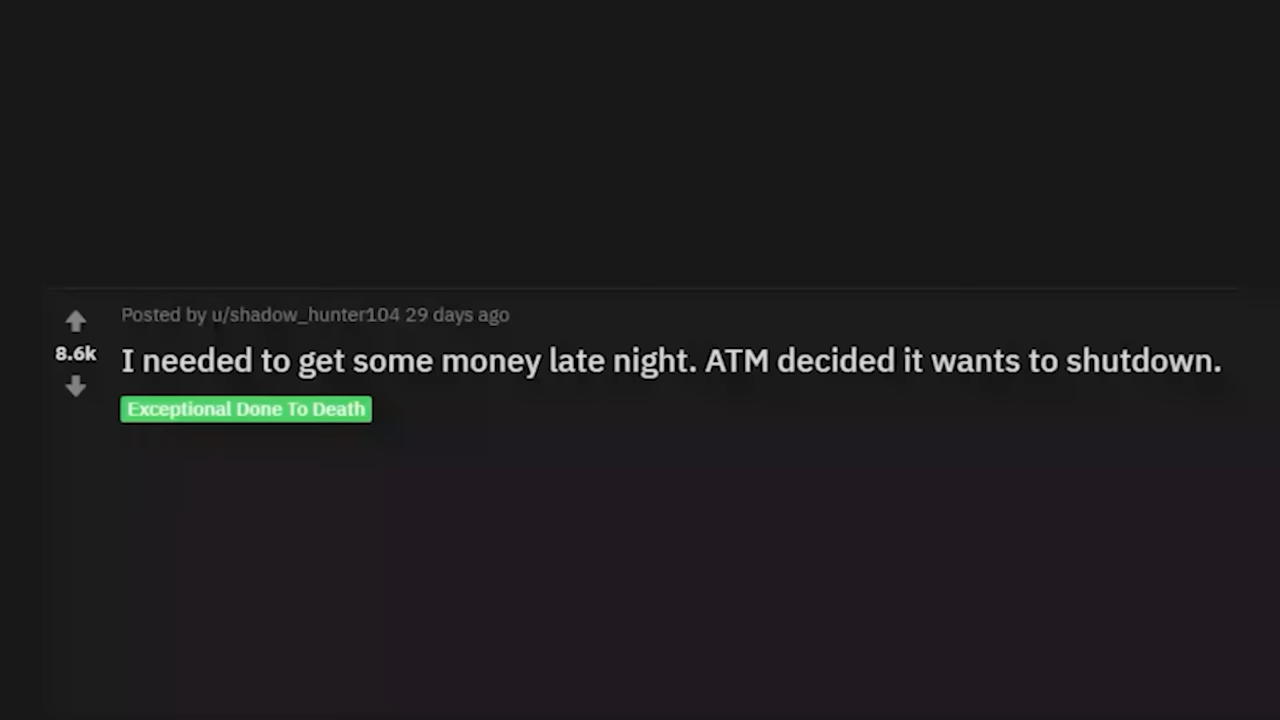 Posted by u/shadow_hunter104 29 days ago
8.6k
I needed to get some money late night. ATM decided it wants to shutdown.
Exceptional Done To Death